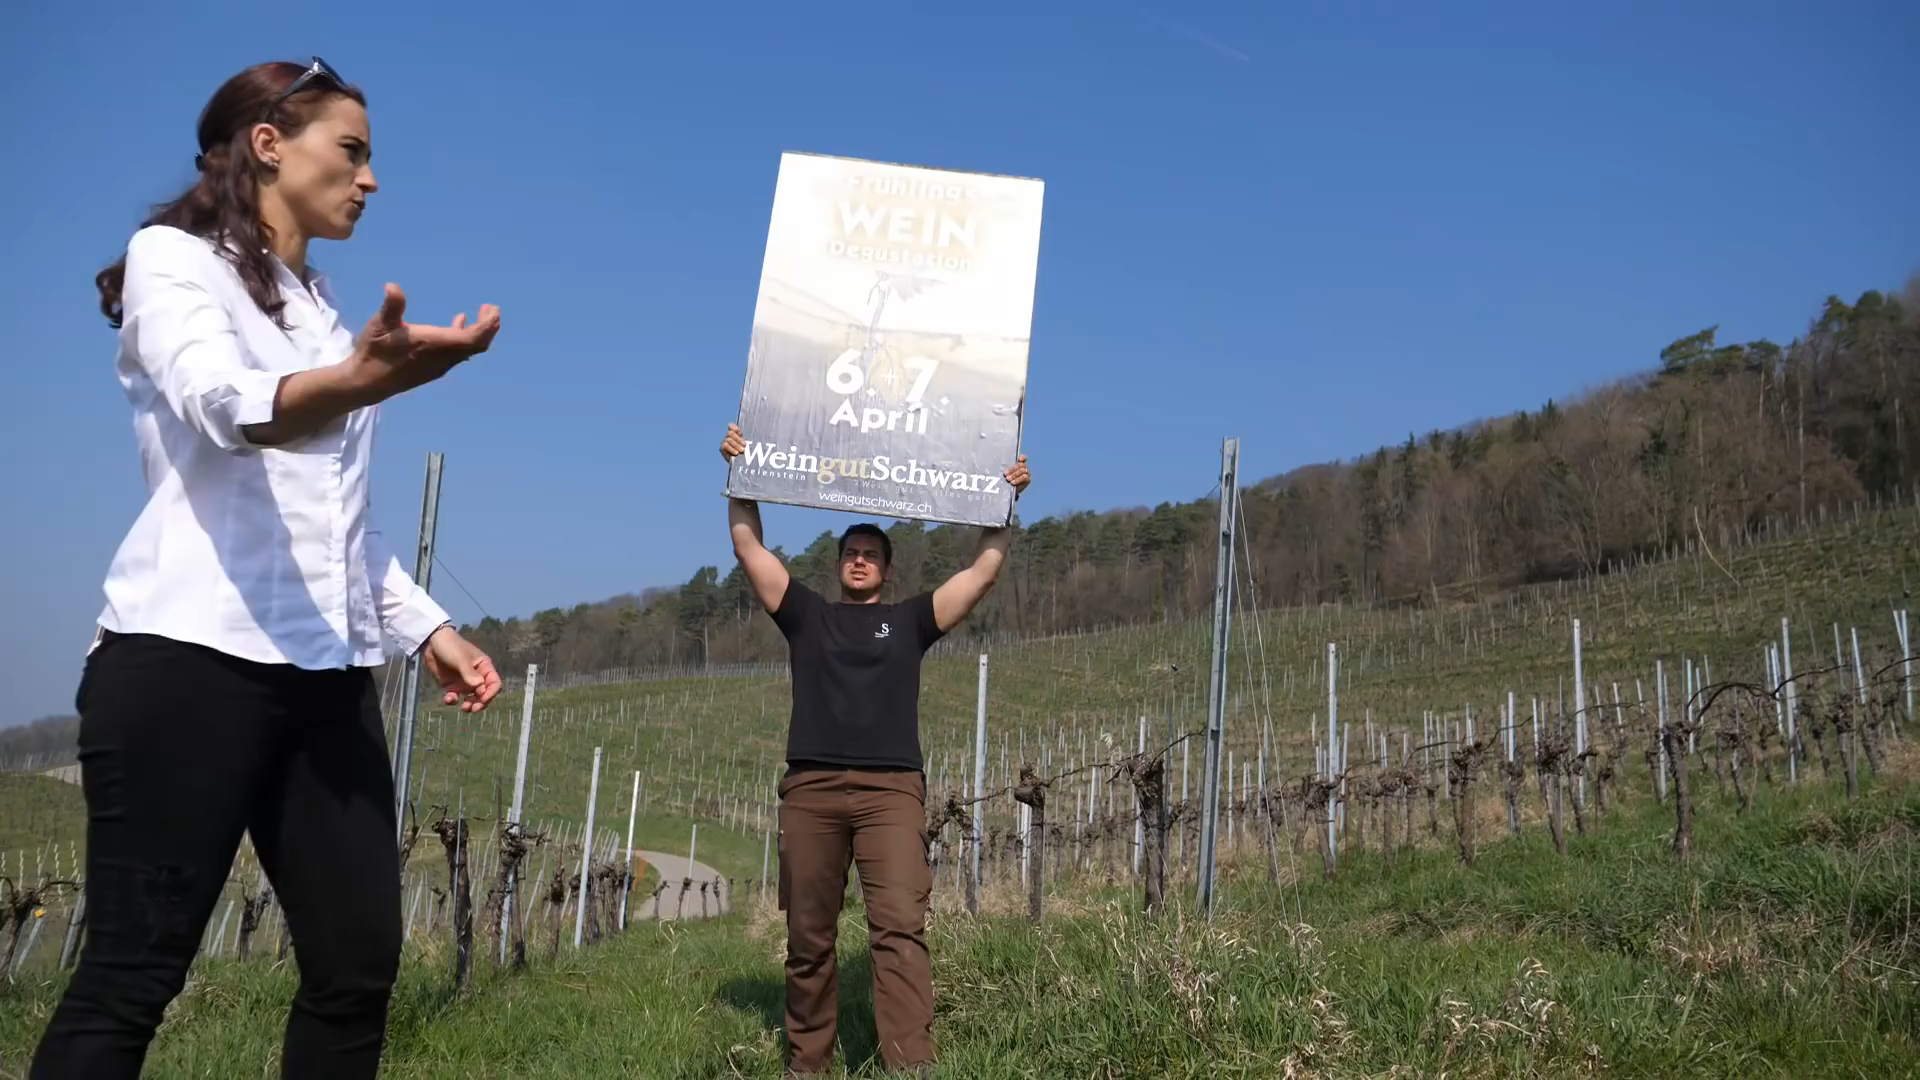 Frühlings
WEIN
Degustation
6.+7.
April
WeingutSchwarz
freienstein
weingutschwarz.ch
S